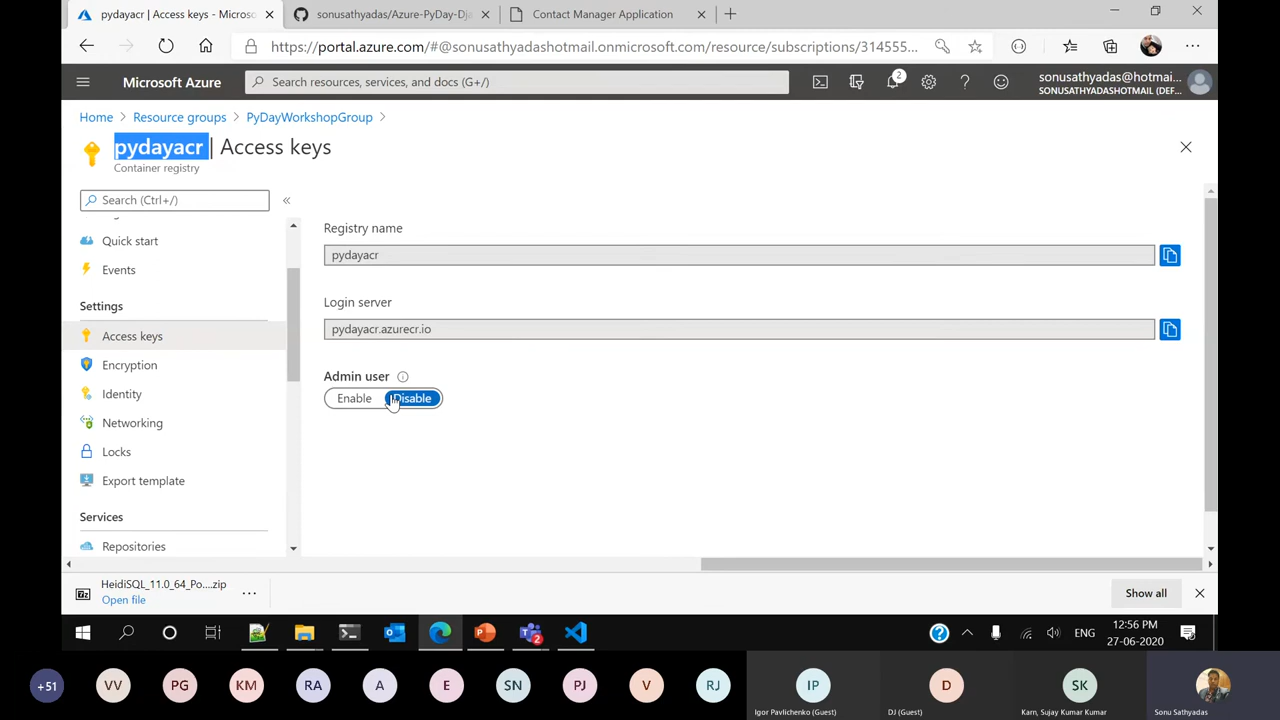 pydayacr | Access keys - Microso
sonusathyadas/Azure-PyDay-Dja
Contact Manager Application
https://portal.azure.com/#@sonusathyadashotmail.onmicrosoft.com/resource/subscriptions/314555...
Microsoft Azure
Search resources, services, and docs (G+/)
2
sonusathyadas@hotmai...
SONUSATHYADASHOTMAIL (DEF...
Home
Resource groups
PyDayWorkshopGroup
pydayacr | Access keys
Container registry
Search (Ctrl+/)
Quick start
Events
Settings
Access keys
Encryption
Identity
Networking
Locks
Export template
Services
Repositories
Registry name
pydayacr
Login server
pydayacr.azurecr.io
Admin user
Enable
Disable
HeidiSQL_11.0_64_Po....zip
Open file
Show all
ENG
12:56 PM
27-06-2020
+51
VV
PG
KM
RA
A
E
SN
PJ
V
RJ
IP
Igor Pavlichenko (Guest)
D
DJ (Guest)
SK
Karn, Sujay Kumar Kumar
Sonu Sathyadas